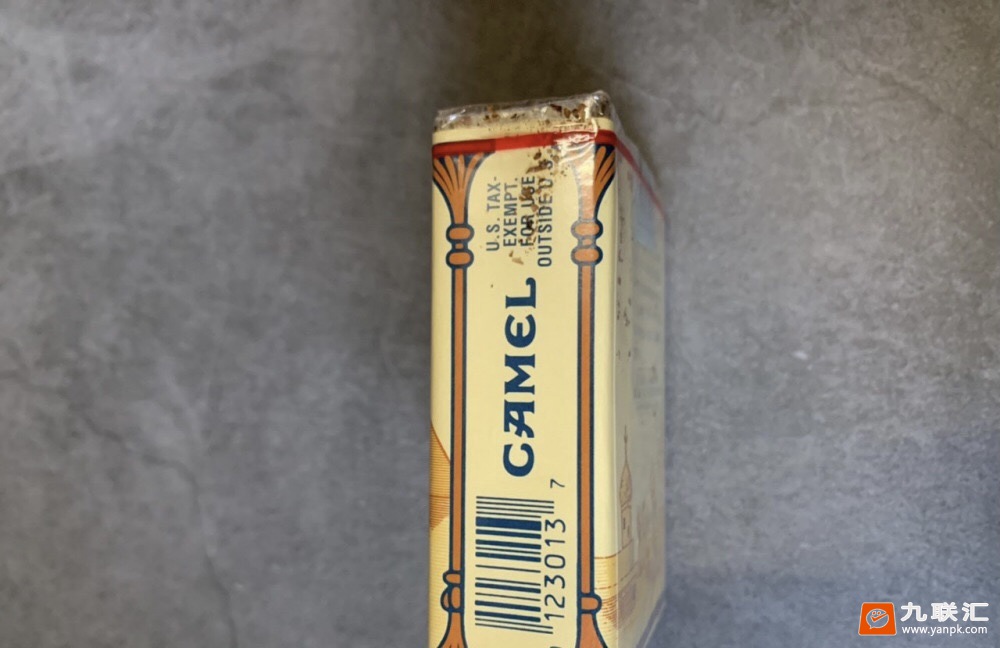 U.S. TAX-
EXEMPT.
FOR USE
OUTSIDE U.S.
CAMEL
123013 7
九联汇
www.yanpk.com